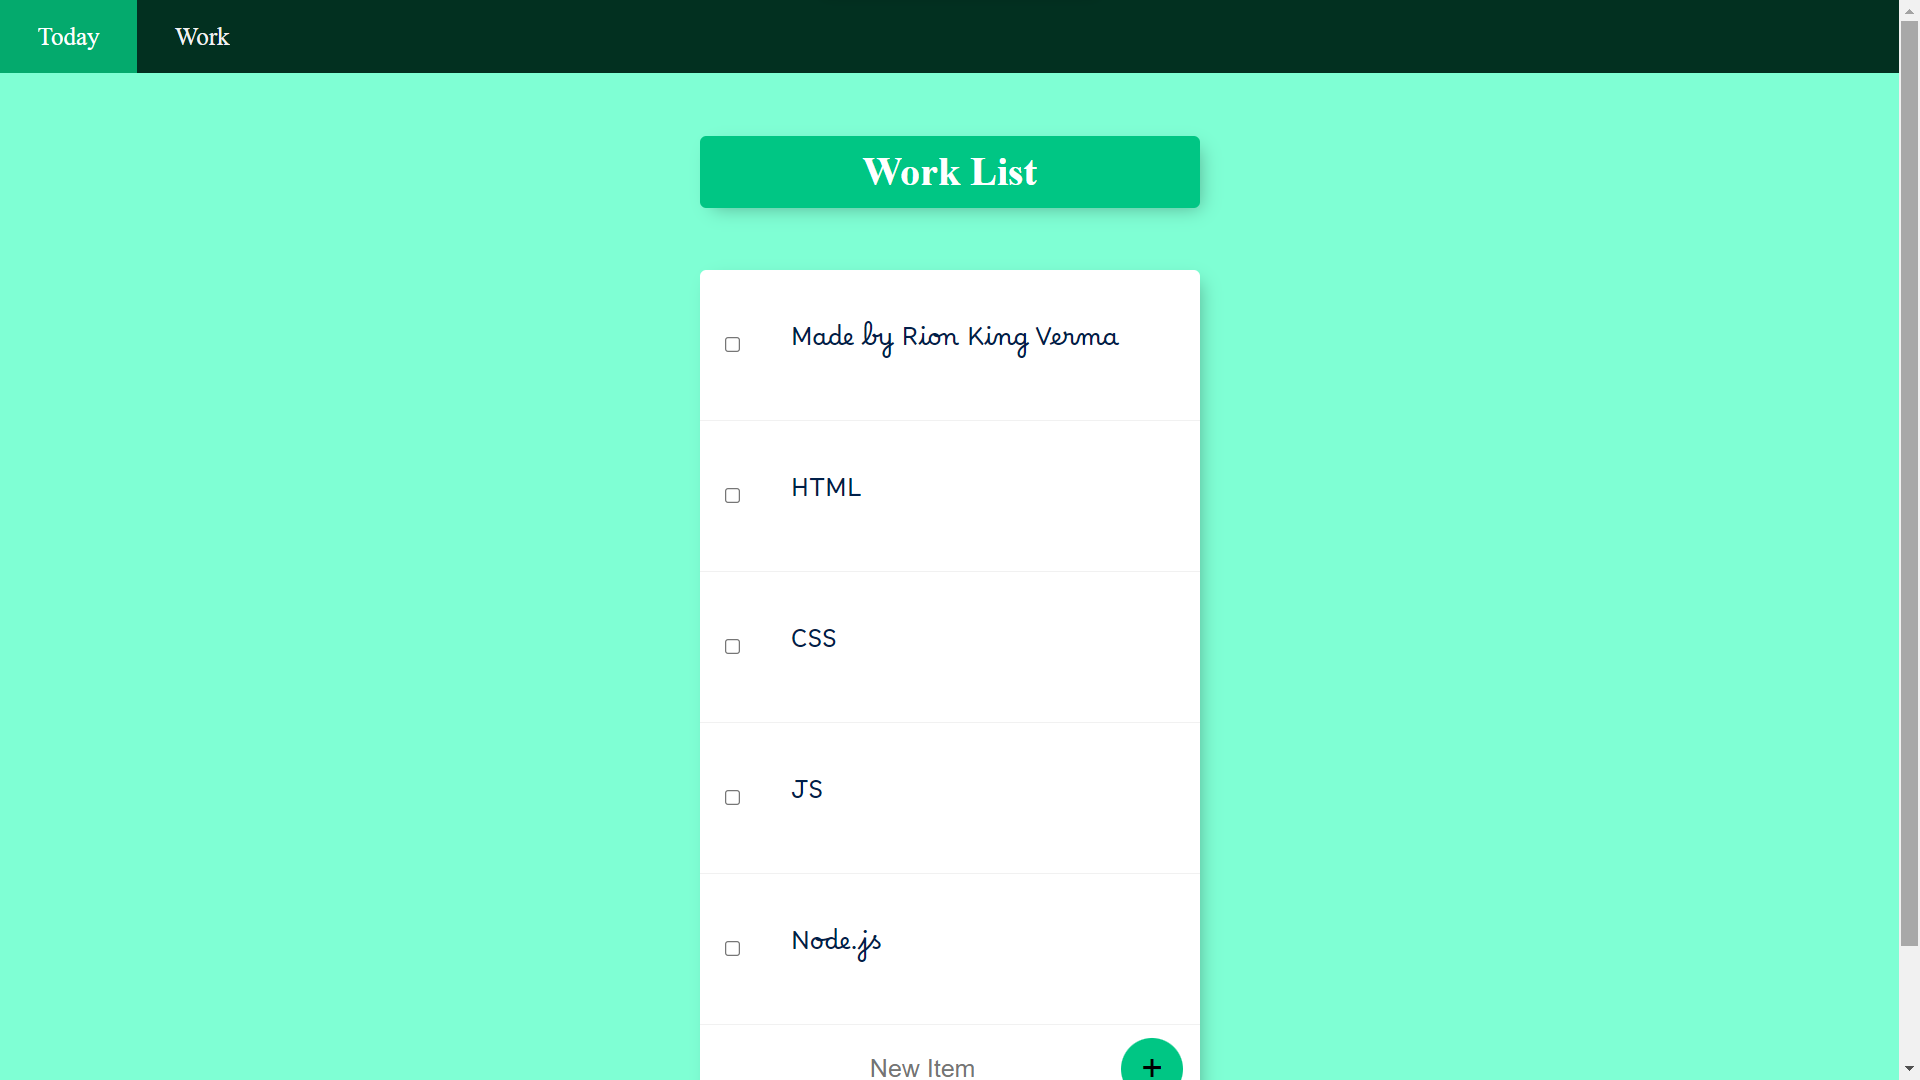 Today Work
Work List
Made by Rion King Verma
HTML
CSS
JS
Node.js
New Item +